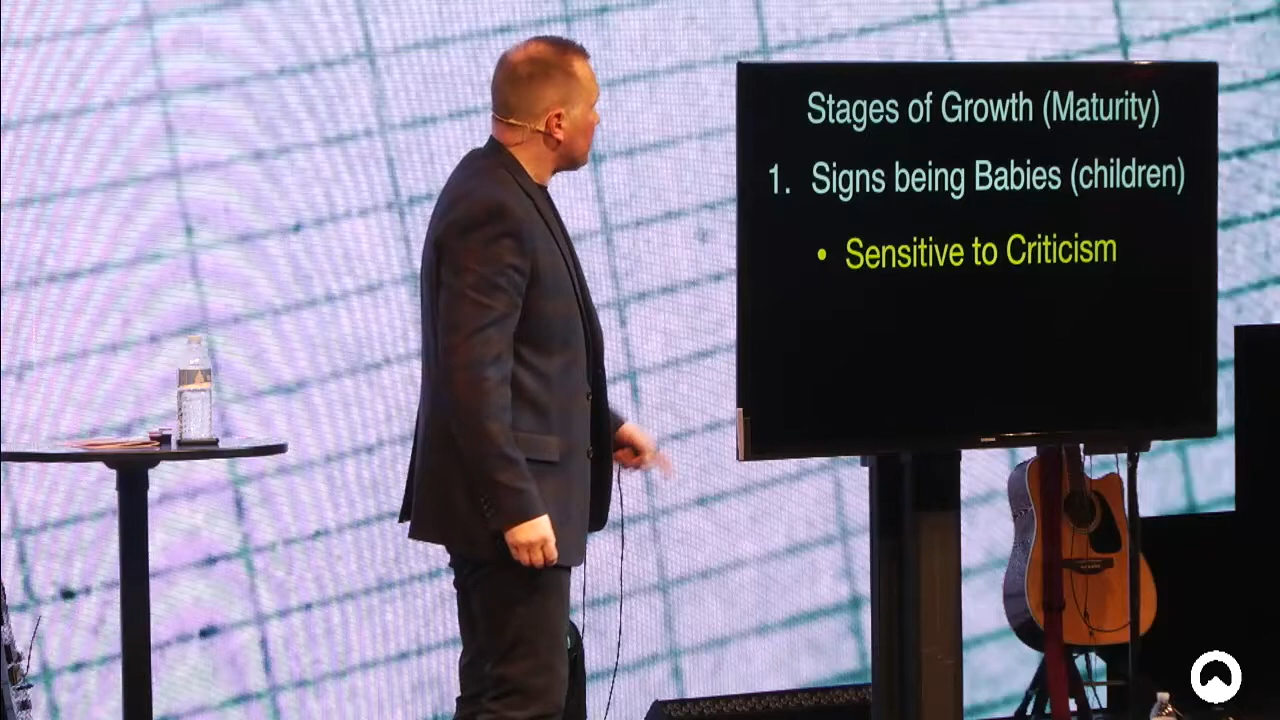 Stages of Growth (Maturity)
1. Signs being Babies (children)
• Sensitive to Criticism